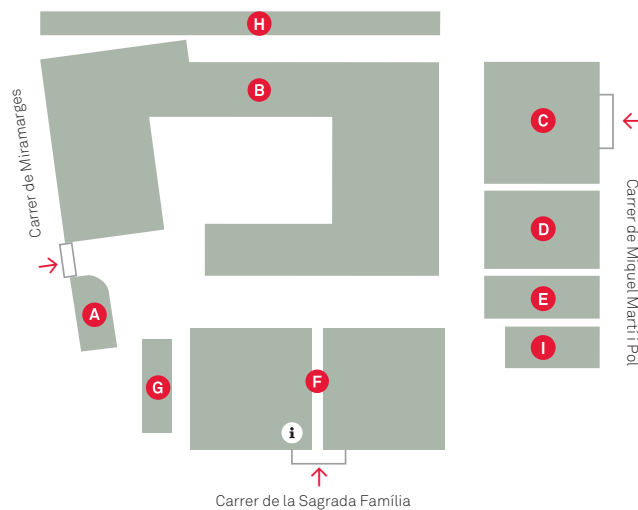 H
B
C
Carrer de Miramarges
Carrer de Miquel Martí i Pol
D
E
A
I
G
F
i
Carrer de la Sagrada Família